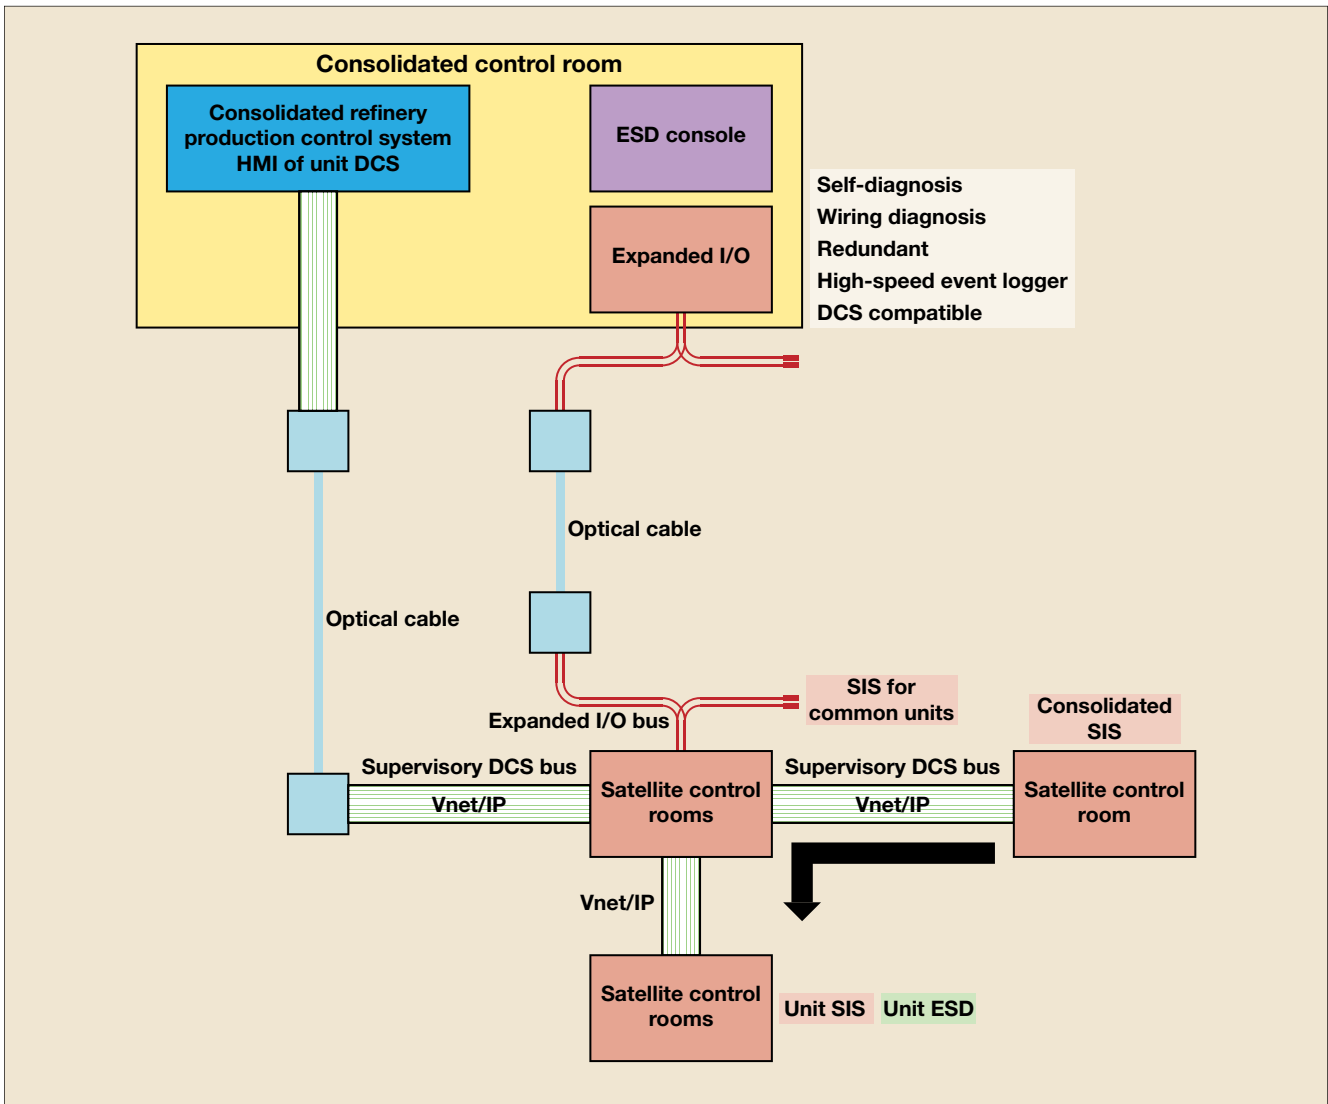 Consolidated control room
Consolidated refinery
production control system
HMI of unit DCS
ESD console
Expanded I/O
Self-diagnosis
Wiring diagnosis
Redundant
High-speed event logger
DCS compatible
Optical cable
Optical cable
SIS for
common units
Expanded I/O bus
Consolidated
SIS
Supervisory DCS bus
Vnet/IP
Satellite control
rooms
Supervisory DCS bus
Vnet/IP
Satellite control
room
Vnet/IP
Satellite control
rooms
Unit SIS
Unit ESD